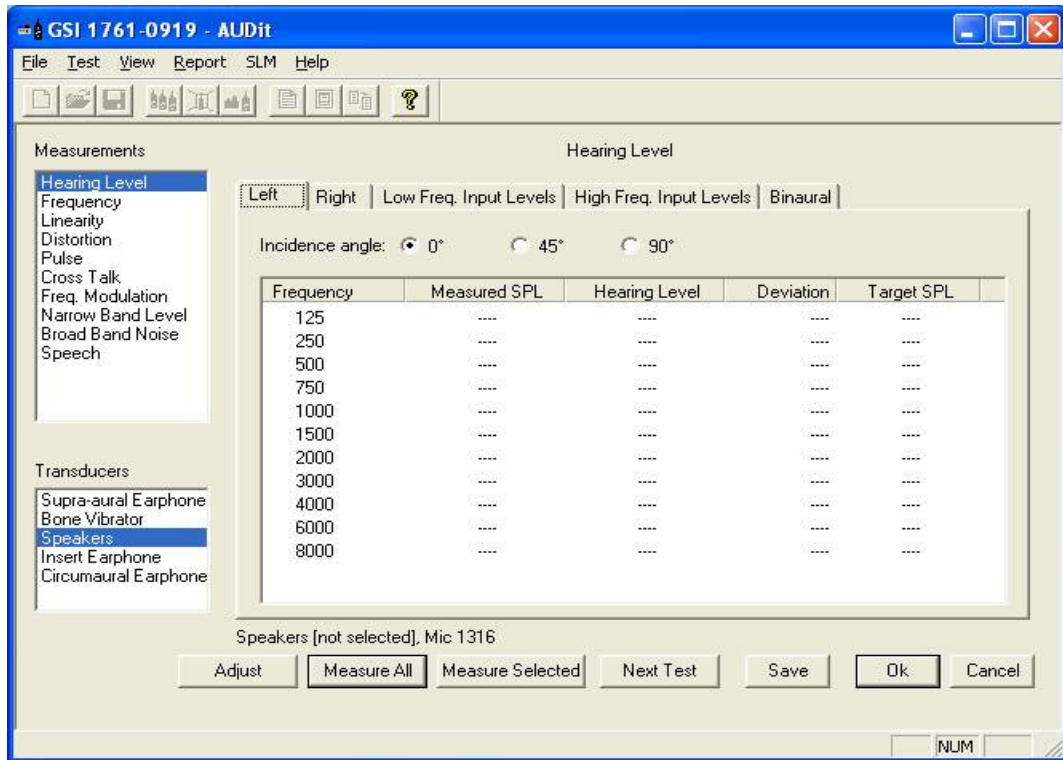 GSI 1761-0919 - AUDit
File Test View Report SLM Help
Measurements
Hearing Level
Frequency
Linearity
Distortion
Pulse
Cross Talk
Freq. Modulation
Narrow Band Level
Broad Band Noise
Speech
Transducers
Supra-aural Earphone
Bone Vibrator
Speakers
Insert Earphone
Circumaural Earphone
Hearing Level
Left Right Low Freq. Input Levels High Freq. Input Levels Binaural
Incidence angle: 0° 45° 90°
Frequency Measured SPL Hearing Level Deviation Target SPL
125 ---- ---- ---- ----
250 ---- ---- ---- ----
500 ---- ---- ---- ----
750 ---- ---- ---- ----
1000 ---- ---- ---- ----
1500 ---- ---- ---- ----
2000 ---- ---- ---- ----
3000 ---- ---- ---- ----
4000 ---- ---- ---- ----
6000 ---- ---- ---- ----
8000 ---- ---- ---- ----
Speakers [not selected], Mic 1316
Adjust Measure All Measure Selected Next Test Save Ok Cancel
NUM